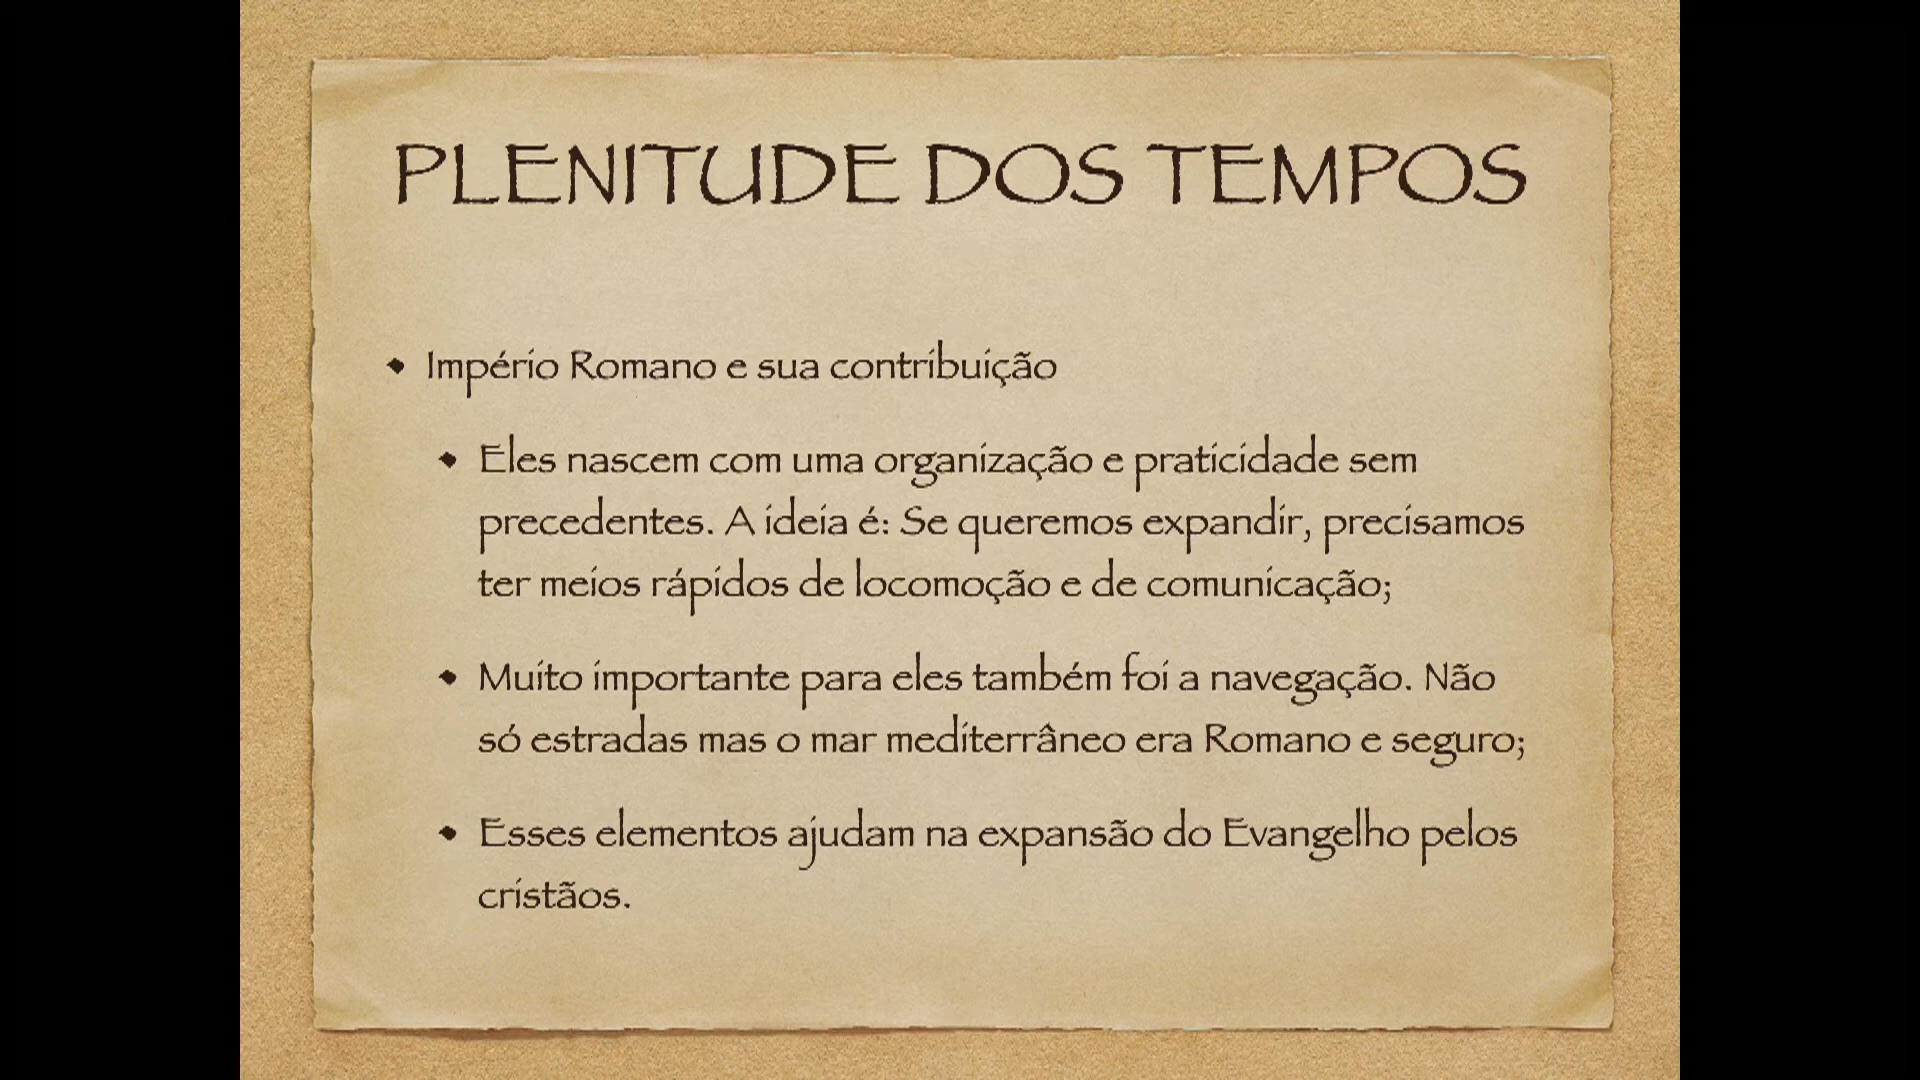 PLENITUDE DOS TEMPOS
• Império Romano e sua contribuição
• Eles nascem com uma organização e praticidade sem
precedentes. A ideia é: Se queremos expandir, precisamos
ter meios rápidos de locomoção e de comunicação;
• Muito importante para eles também foi a navegação. Não
só estradas mas o mar mediterrâneo era Romano e seguro;
• Esses elementos ajudam na expansão do Evangelho pelos
cristãos.